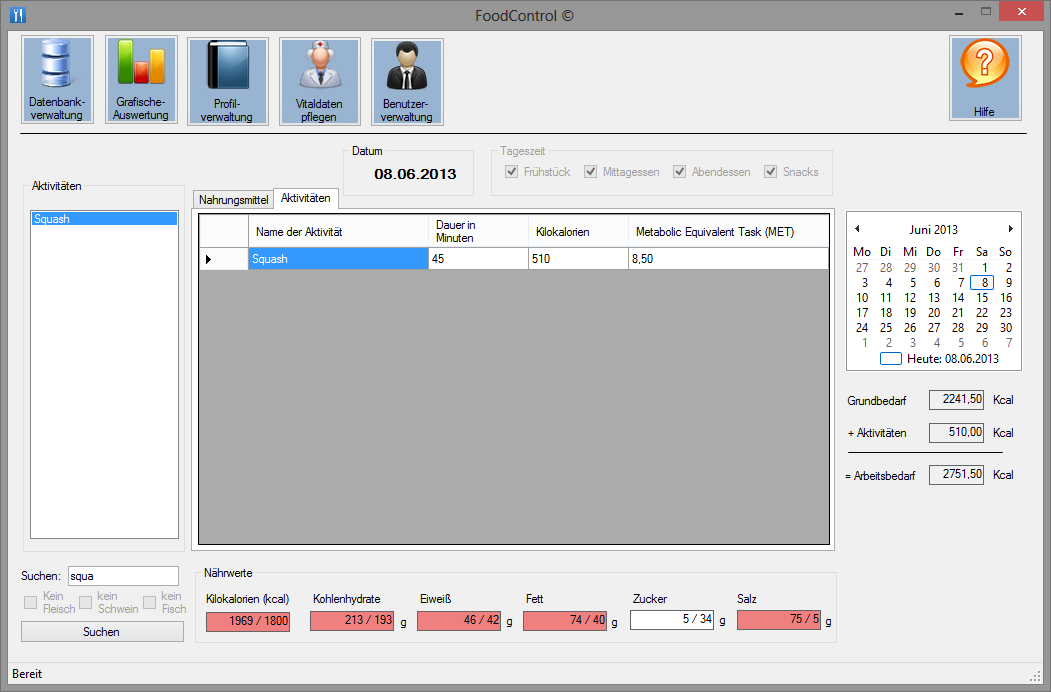 FoodControl ©
Datenbank-
verwaltung
Grafische-
Auswertung
Profil-
verwaltung
Vitaldaten
pflegen
Benutzer-
verwaltung
Hilfe
Datum
08.06.2013
Tageszeit
Frühstück Mittagessen Abendessen Snacks
Aktivitäten
Squash
Nahrungsmittel Aktivitäten
Name der Aktivität Dauer in
Minuten Kilokalorien Metabolic Equivalent Task (MET)
Squash 45 510 8,50
Juni 2013
Mo Di Mi Do Fr Sa So
27 28 29 30 31 1 2
3 4 5 6 7 8 9
10 11 12 13 14 15 16
17 18 19 20 21 22 23
24 25 26 27 28 29 30
1 2 3 4 5 6 7
Heute: 08.06.2013
Grundbedarf 2241,50 Kcal
+ Aktivitäten 510,00 Kcal
= Arbeitsbedarf 2751,50 Kcal
Suchen: squa
Kein
Fleisch
kein
Schwein
kein
Fisch
Suchen
Nährwerte
Kilokalorien (kcal) Kohlenhydrate Eiweiß Fett Zucker Salz
1969 / 1800 213 / 193 g 46 / 42 g 74 / 40 g 5 / 34 g 75 / 5 g
Bereit